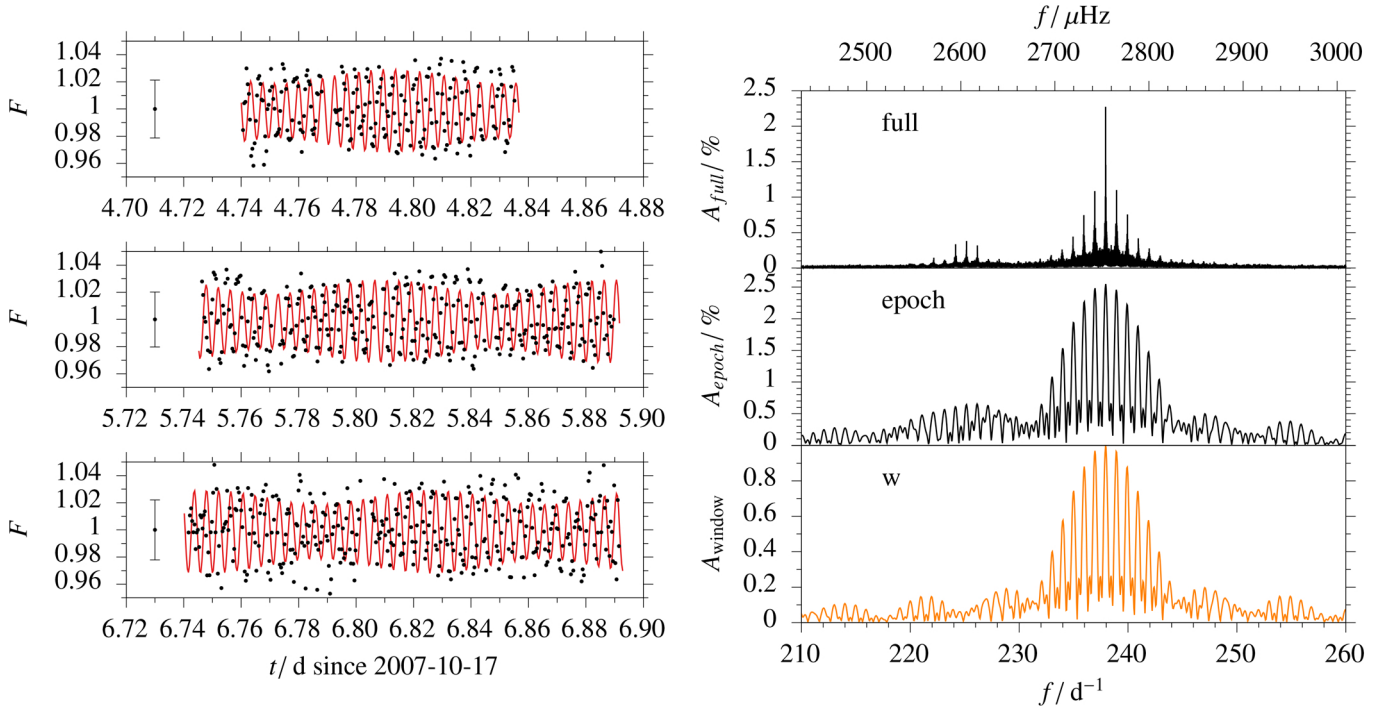 F
1.04
1.02
1
0.98
0.96
4.70 4.72 4.74 4.76 4.78 4.80 4.82 4.84 4.86 4.88
F
1.04
1.02
1
0.98
0.96
5.72 5.74 5.76 5.78 5.80 5.82 5.84 5.86 5.88 5.90
F
1.04
1.02
1
0.98
0.96
6.72 6.74 6.76 6.78 6.80 6.82 6.84 6.86 6.88 6.90
t/ d since 2007-10-17
f/ μHz
2500 2600 2700 2800 2900 3000
A_full/ %
2.5
2
1.5
1
0.5
0
full
A_epoch/ %
2.5
2
1.5
1
0.5
0
epoch
A_window
0.8
0.6
0.4
0.2
0
w
210 220 230 240 250 260
f/ d⁻¹